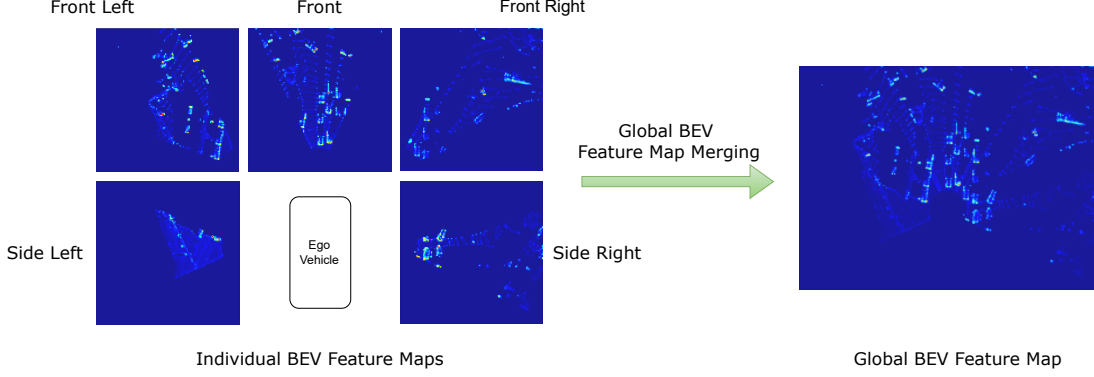 Front Left
Front
Front Right
Global BEV
Feature Map Merging
Side Left
Ego
Vehicle
Side Right
Individual BEV Feature Maps
Global BEV Feature Map